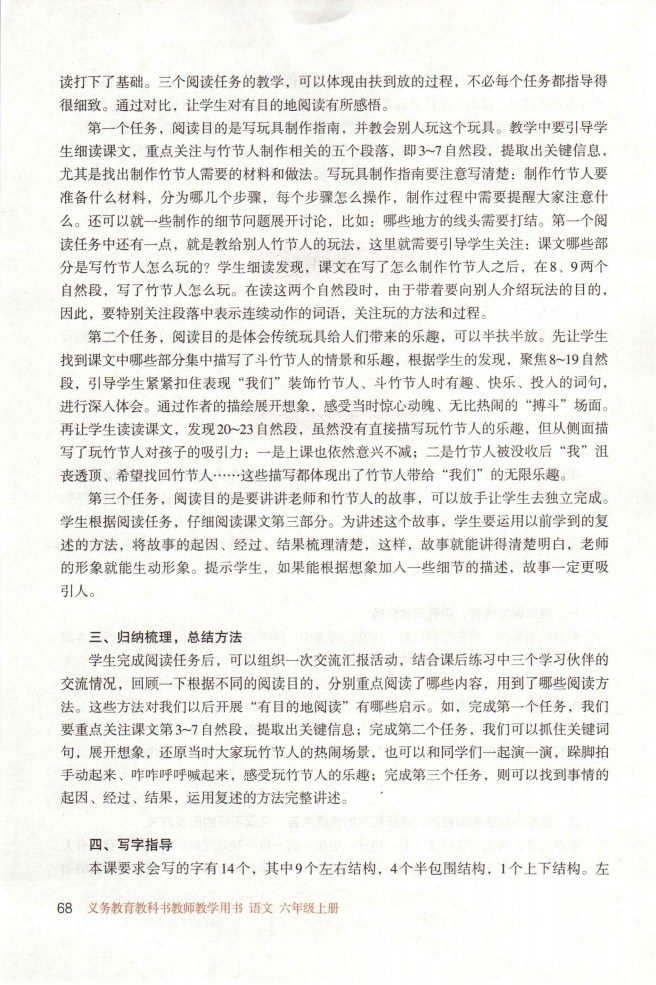 读打下了基础。三个阅读任务的教学，可以体现由扶到放的过程，不必每个任务都指导得
很细致。通过对比，让学生对有目的地阅读有所感悟。
第一个任务，阅读目的是写玩具制作指南，并教会别人玩这个玩具。教学中要引导学
生细读课文，重点关注与竹节人制作相关的五个段落，即3~7自然段，提取出关键信息，
尤其是找出制作竹节人需要的材料和做法。写玩具制作指南要注意写清楚：制作竹节人要
准备什么材料，分为哪几个步骤，每个步骤怎么操作，制作过程中需要提醒大家注意什
么。还可以就一些制作的细节问题展开讨论，比如：哪些地方的线头需要打结。第一个阅
读任务中还有一点，就是教给别人竹节人的玩法，这里就需要引导学生关注：课文哪些部
分是写竹节人怎么玩的？学生细读发现，课文在写了怎么制作竹节人之后，在8、9两个
自然段，写了竹节人怎么玩。在读这两个自然段时，由于带着要向别人介绍玩法的目的，
因此，要特别关注段落中表示连续动作的词语，关注玩的方法和过程。
第二个任务，阅读目的是体会传统玩具给人们带来的乐趣，可以半扶半放。先让学生
找到课文中哪些部分集中描写了斗竹节人的情景和乐趣，根据学生的发现，聚焦8~19自然
段，引导学生紧紧扣住表现“我们”装饰竹节人、斗竹节人时有趣、快乐、投入的词句，
进行深入体会。通过作者的描绘展开想象，感受当时惊心动魄、无比热闹的“搏斗”场面。
再让学生读读课文，发现20~23自然段，虽然没有直接描写玩竹节人的乐趣，但从侧面描
写了玩竹节人对孩子的吸引力：一是上课也依然意兴不减；二是竹节人被没收后“我”沮
丧透顶、希望找回竹节人……这些描写都体现出了竹节人带给“我们”的无限乐趣。
第三个任务，阅读目的是要讲讲老师和竹节人的故事，可以放手让学生去独立完成。
学生根据阅读任务，仔细阅读课文第三部分。为讲述这个故事，学生要运用以前学到的复
述的方法，将故事的起因、经过、结果梳理清楚，这样，故事就能讲得清楚明白，老师
的形象就能生动形象。提示学生，如果能根据想象加入一些细节的描述，故事一定更吸
引人。
三、归纳梳理，总结方法
学生完成阅读任务后，可以组织一次交流汇报活动，结合课后练习中三个学习伙伴的
交流情况，回顾一下根据不同的阅读目的，分别重点阅读了哪些内容，用到了哪些阅读方
法。这些方法对我们以后开展“有目的地阅读”有哪些启示。如，完成第一个任务，我们
要重点关注课文第3~7自然段，提取出关键信息；完成第二个任务，我们可以抓住关键词
句，展开想象，还原当时大家玩竹节人的热闹场景，也可以和同学们一起演一演，跺脚拍
手动起来、咋咋呼呼喊起来，感受玩竹节人的乐趣；完成第三个任务，则可以找到事情的
起因、经过、结果，运用复述的方法完整讲述。
四、写字指导
本课要求会写的字有14个，其中9个左右结构，4个半包围结构，1个上下结构。左
68 义务教育教科书教师教学用书 语文 六年级上册